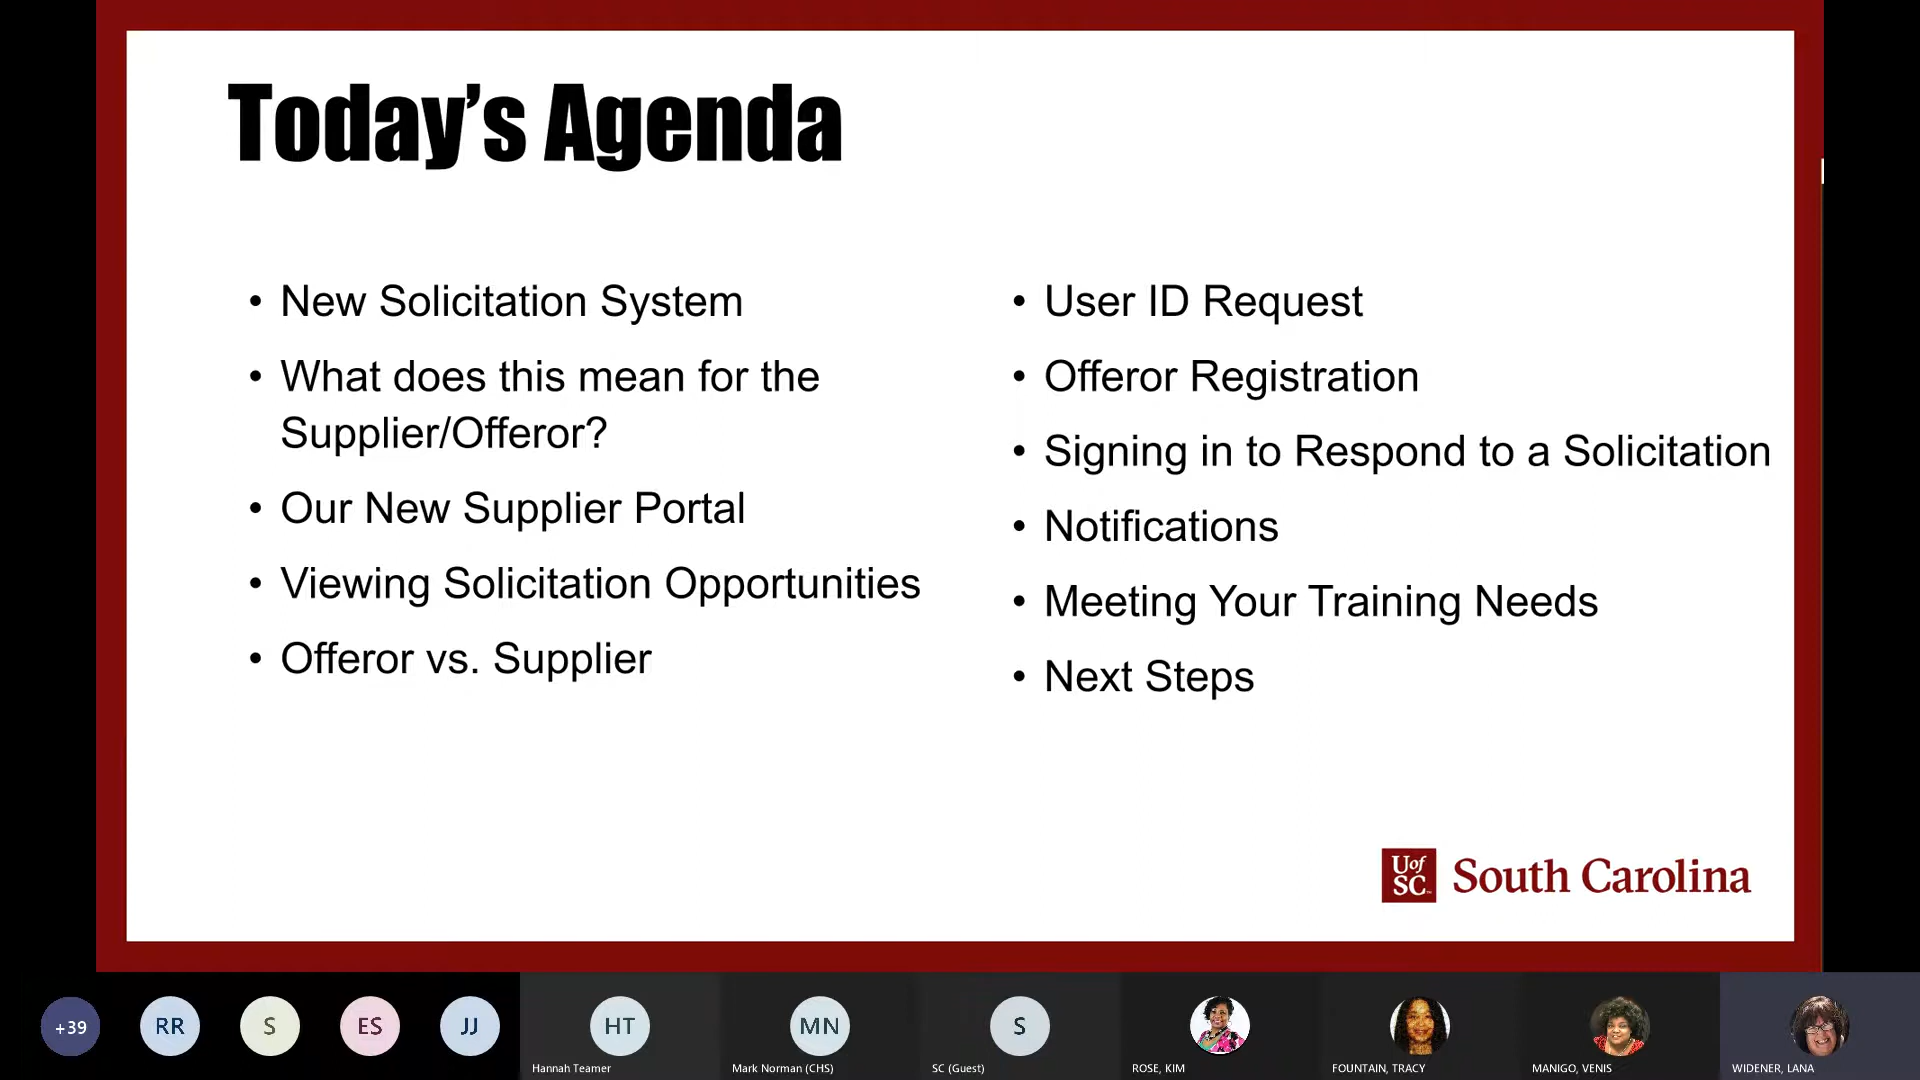 Today's Agenda
• New Solicitation System
• What does this mean for the
Supplier/Offeror?
• Our New Supplier Portal
• Viewing Solicitation Opportunities
• Offeror vs. Supplier
• User ID Request
• Offeror Registration
• Signing in to Respond to a Solicitation
• Notifications
• Meeting Your Training Needs
• Next Steps
Uof
SC
South Carolina
+39
RR
S
ES
JJ
HT
MN
S
Hannah Teamer
Mark Norman (CHS)
SC (Guest)
ROSE, KIM
FOUNTAIN, TRACY
MANIGO, VENIS
WIDENER, LANA